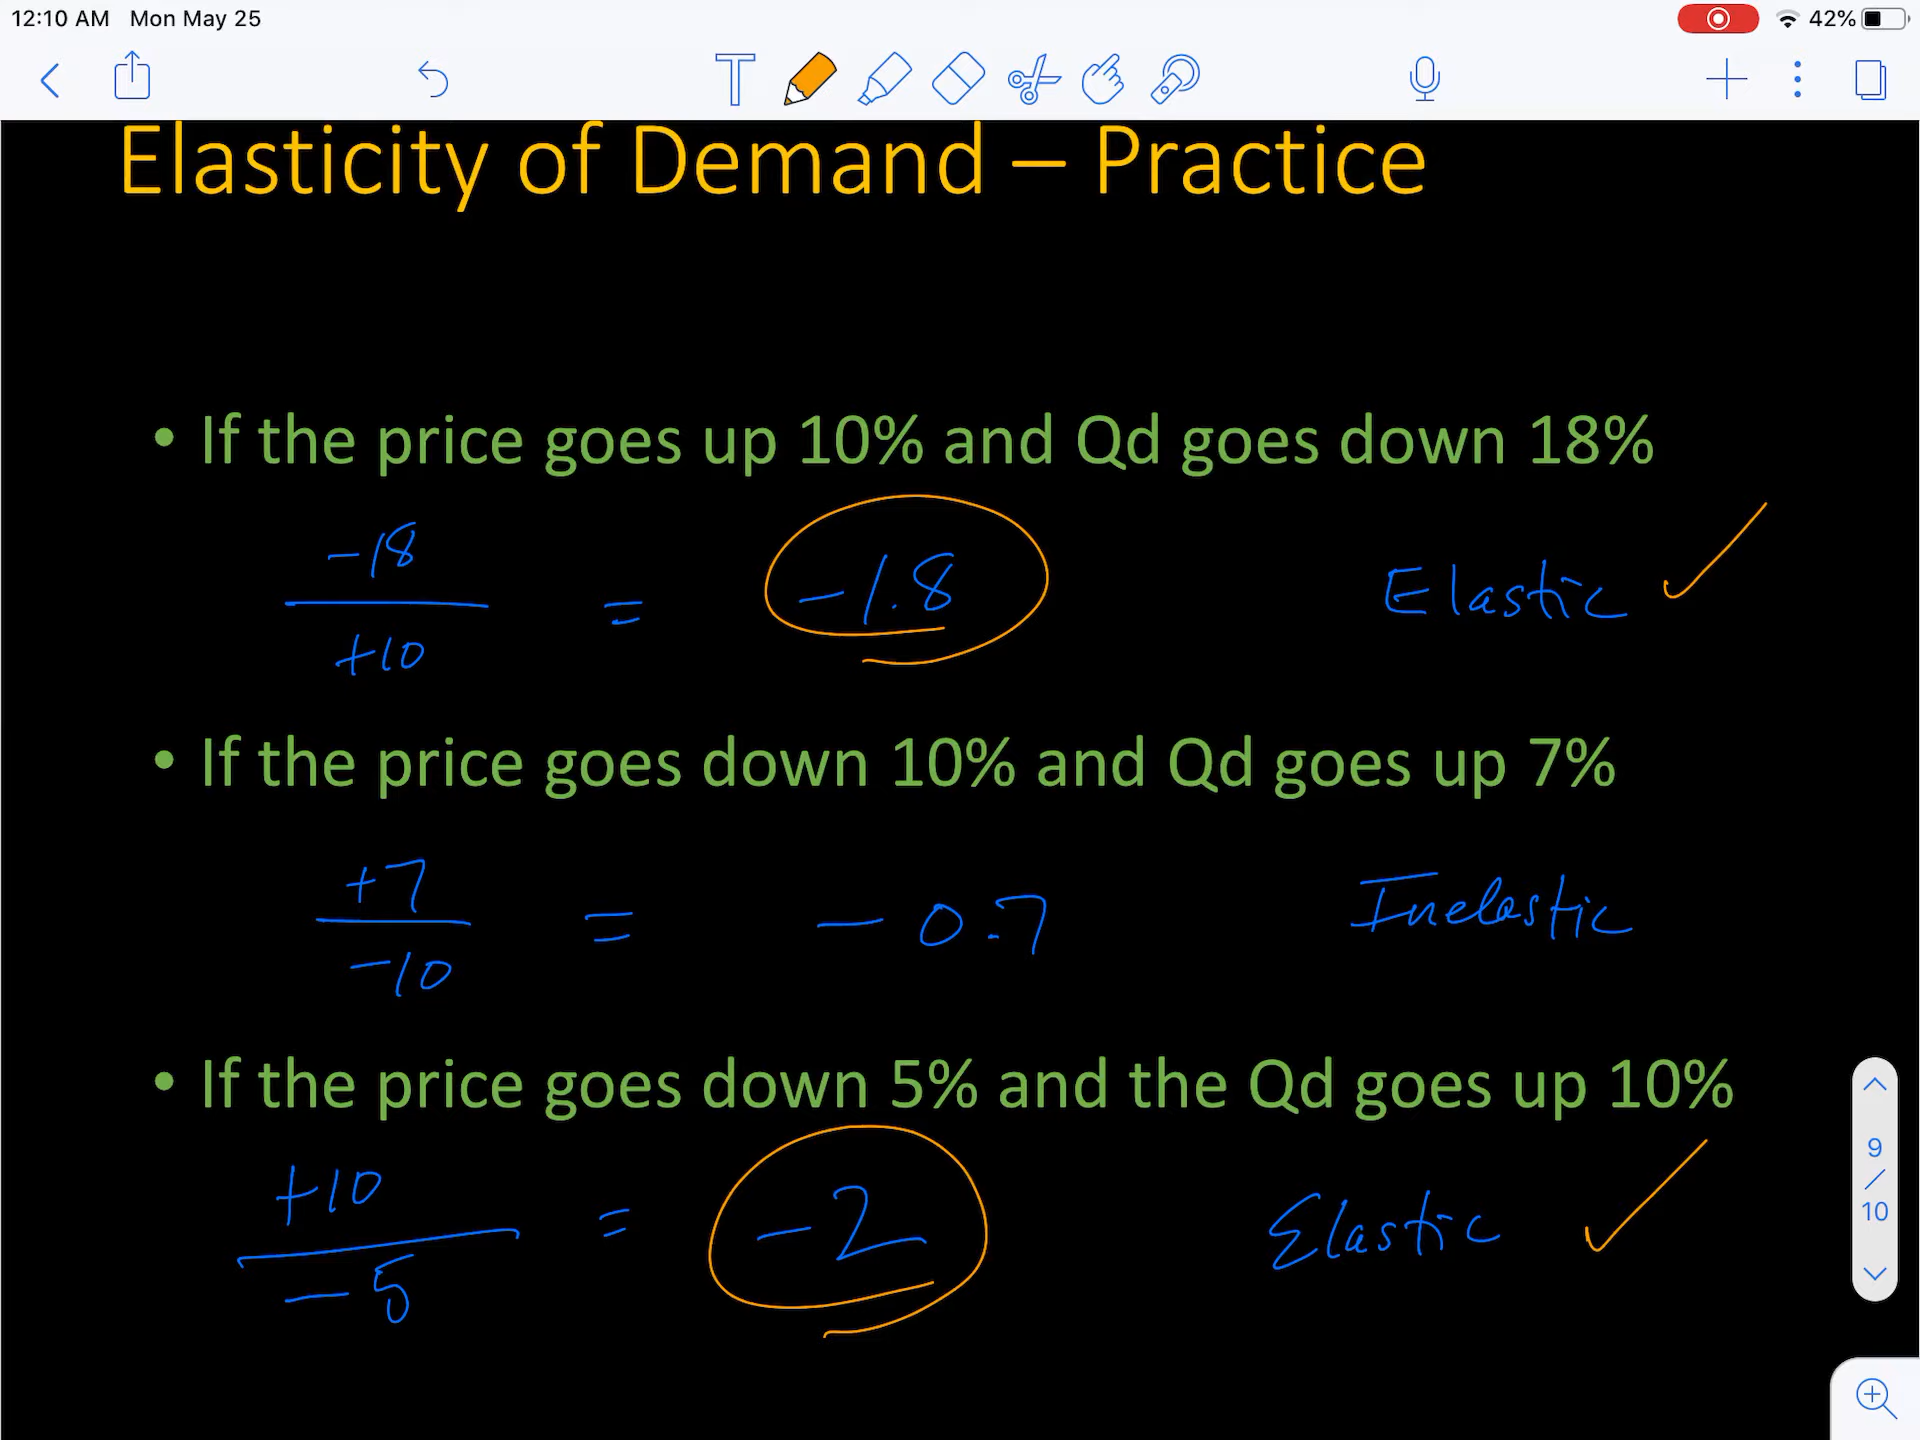 12:10 AM Mon May 25 42%
T
Elasticity of Demand – Practice
• If the price goes up 10% and Qd goes down 18%
-18
+10
= -1.8 Elastic ✓
• If the price goes down 10% and Qd goes up 7%
+7
-10
= -0.7 Inelastic
• If the price goes down 5% and the Qd goes up 10%
+10
-5
= -2 Elastic ✓
9
/
10